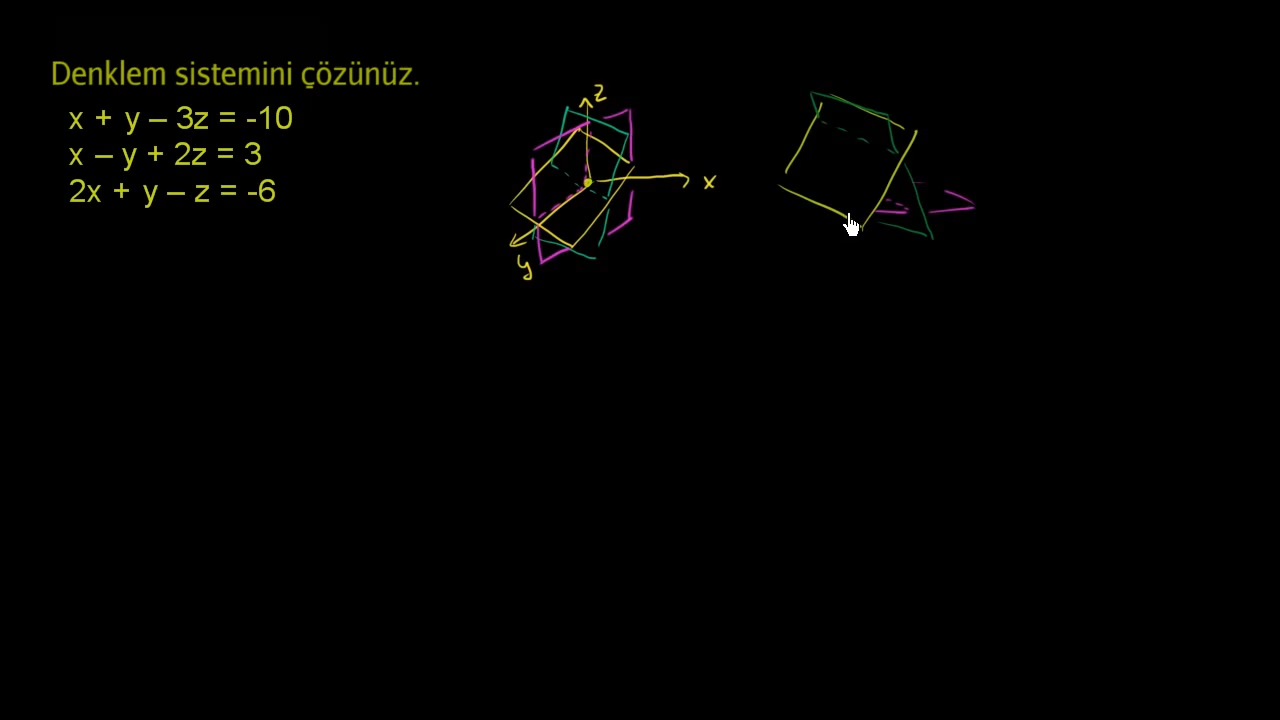 Denklem sistemini çözünüz.
x + y – 3z = -10
x – y + 2z = 3
2x + y – z = -6
z
x
y